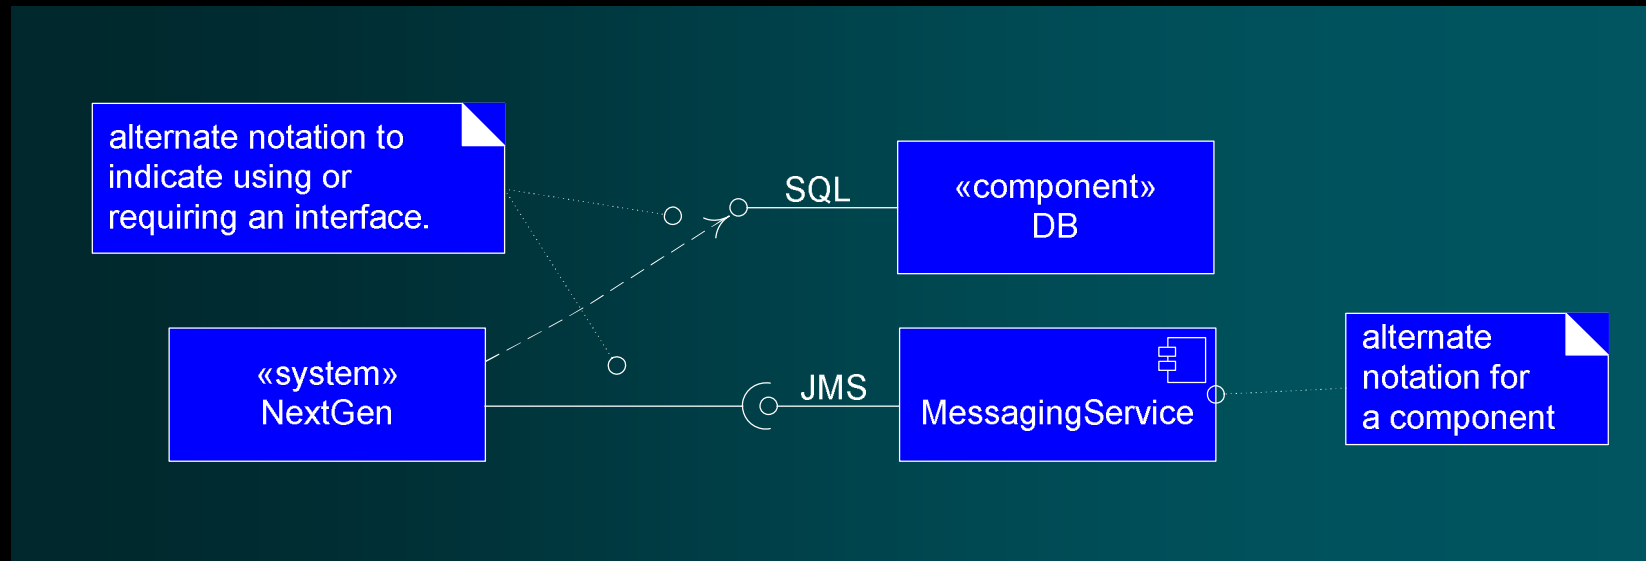 alternate notation to
indicate using or
requiring an interface.
SQL
«component»
DB
«system»
NextGen
JMS
MessagingService
alternate
notation for
a component